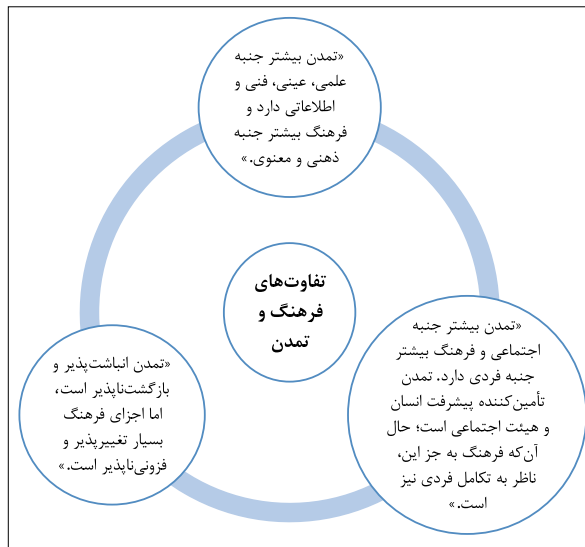 «تمدن بیشتر جنبه
علمی، عینی، فنی و
اطلاعاتی دارد و
فرهنگ بیشتر جنبه
ذهنی و معنوی.»
تفاوت‌های
فرهنگ و
تمدن
«تمدن بیشتر جنبه
اجتماعی و فرهنگ بیشتر
جنبه فردی دارد. تمدن
تأمین‌کننده پیشرفت انسان
و هیئت اجتماعی است؛ حال
آن‌که فرهنگ به جز این،
ناظر به تکامل فردی نیز
است.»
«تمدن انباشت‌پذیر و
بازگشت‌ناپذیر است،
اما اجزای فرهنگ
بسیار تغییرپذیر و
فزونی‌ناپذیر است.»